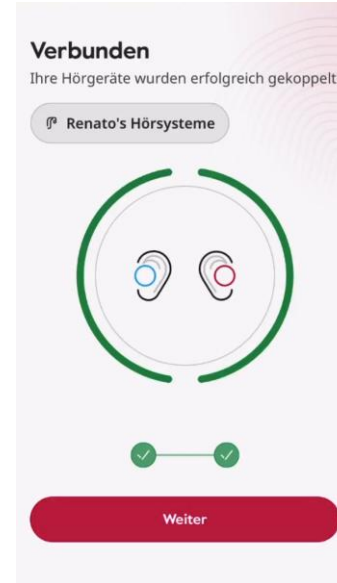 Verbunden
Ihre Hörgeräte wurden erfolgreich gekoppelt
Renato's Hörsysteme
Weiter